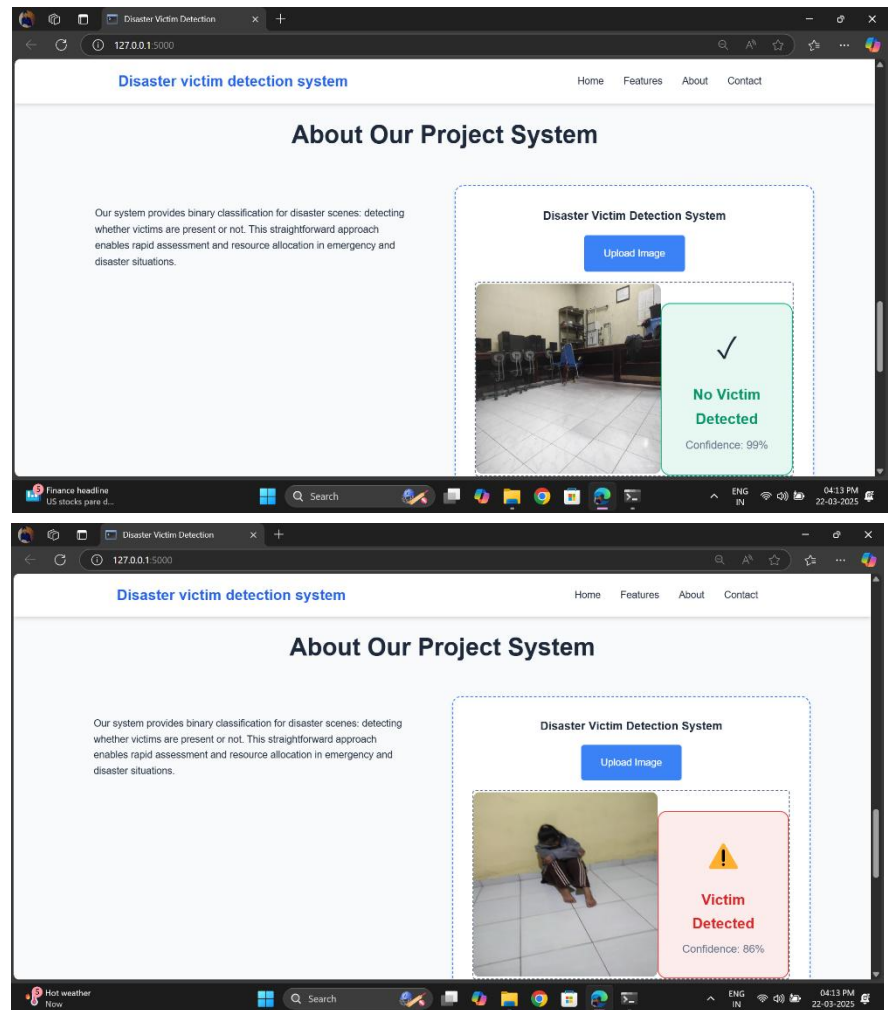 Disaster Victim Detection
127.0.0.1:5000
Disaster victim detection system
Home Features About Contact
About Our Project System
Our system provides binary classification for disaster scenes: detecting
whether victims are present or not. This straightforward approach
enables rapid assessment and resource allocation in emergency and
disaster situations.
Disaster Victim Detection System
Upload Image
✓
No Victim
Detected
Confidence: 99%
5
Finance headline
US stocks pare d...
Search
ENG
IN
04:13 PM
22-03-2025
Disaster Victim Detection
127.0.0.1:5000
Disaster victim detection system
Home Features About Contact
About Our Project System
Our system provides binary classification for disaster scenes: detecting
whether victims are present or not. This straightforward approach
enables rapid assessment and resource allocation in emergency and
disaster situations.
Disaster Victim Detection System
Upload Image
Victim
Detected
Confidence: 86%
5
Hot weather
Now
Search
ENG
IN
04:13 PM
22-03-2025